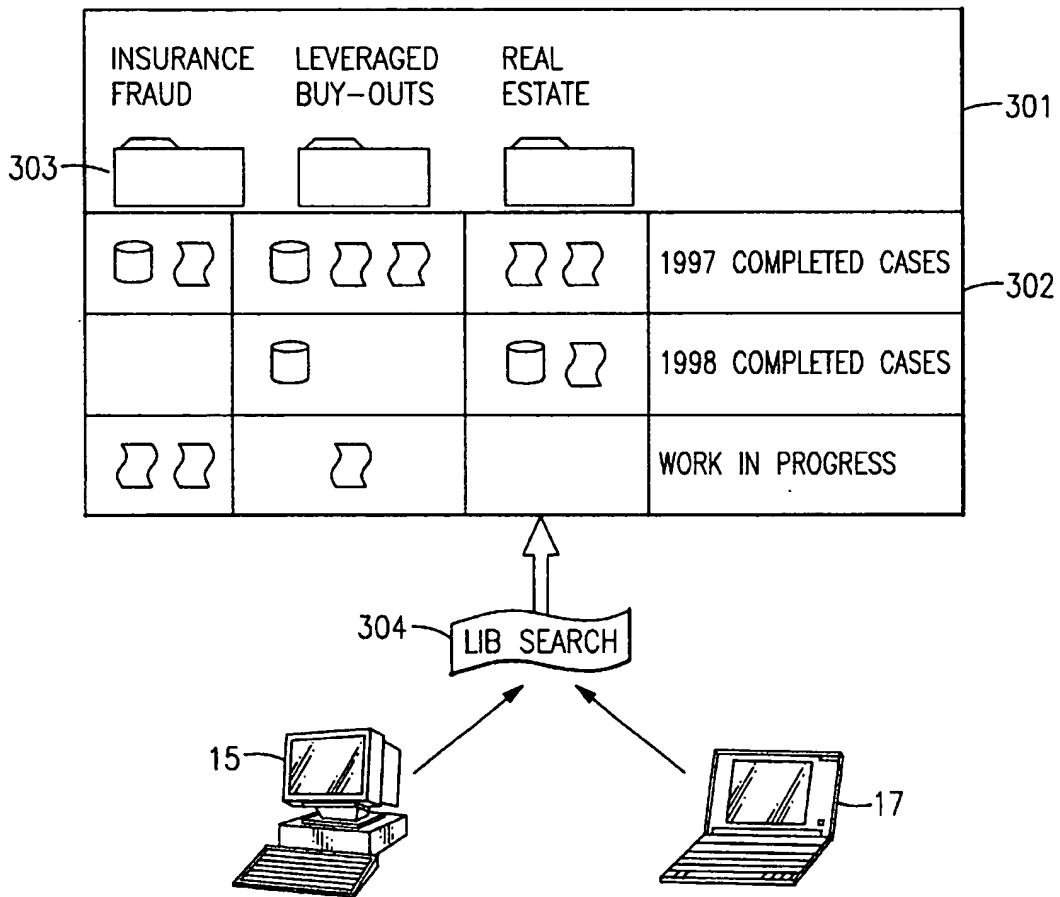 INSURANCE FRAUD
LEVERAGED BUY-OUTS
REAL ESTATE
301
303
1997 COMPLETED CASES
302
1998 COMPLETED CASES
WORK IN PROGRESS
304
LIB SEARCH
15
17